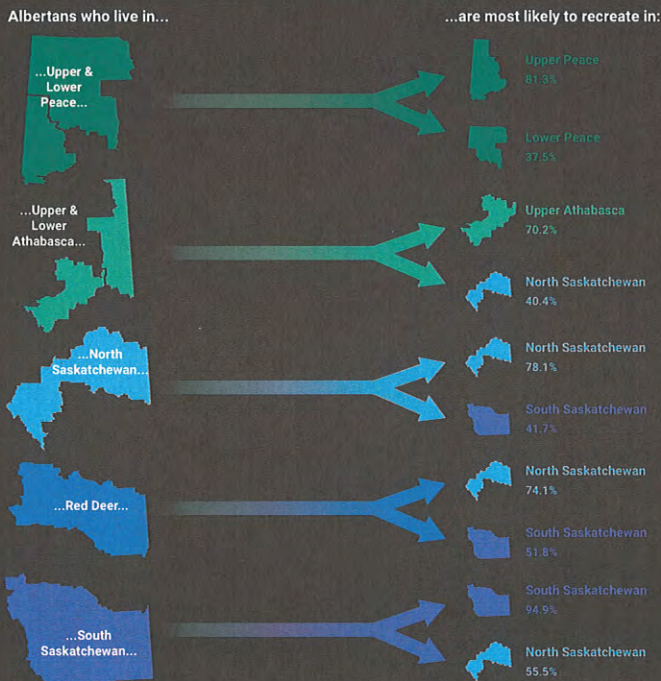 Albertans who live in...
...are most likely to recreate in:
...Upper &
Lower
Peace...
Upper Peace
81.3%
Lower Peace
37.5%
...Upper &
Lower
Athabasca...
Upper Athabasca
70.2%
North Saskatchewan
40.4%
...North
Saskatchewan...
North Saskatchewan
78.1%
South Saskatchewan
41.7%
...Red Deer...
North Saskatchewan
74.1%
South Saskatchewan
51.8%
...South
Saskatchewan...
South Saskatchewan
94.9%
North Saskatchewan
55.5%